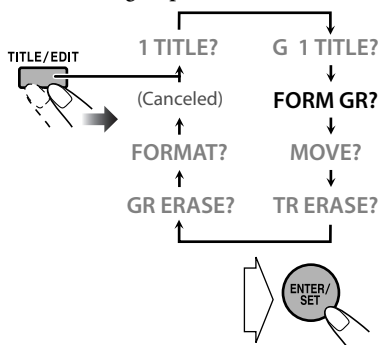 TITLE/EDIT
1 TITLE?
G 1 TITLE?
(Canceled)
FORM GR?
FORMAT?
MOVE?
GR ERASE?
TR ERASE?
ENTER/
SET